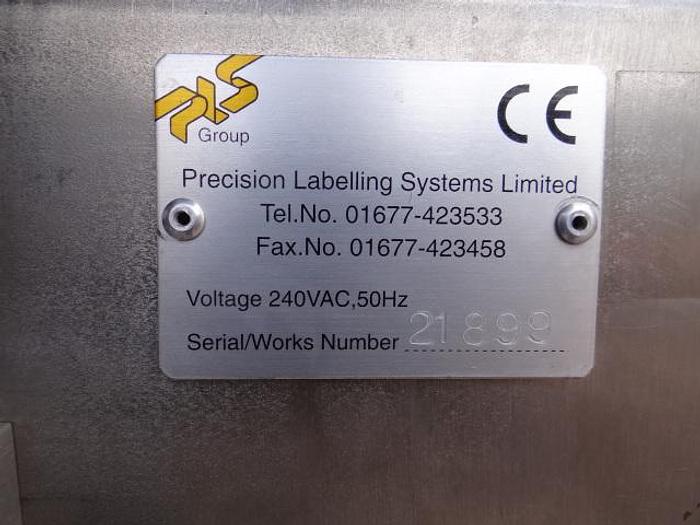 PLS
Group
CE
Precision Labelling Systems Limited
Tel.No. 01677-423533
Fax.No. 01677-423458
Voltage 240VAC,50Hz
Serial/Works Number 21899